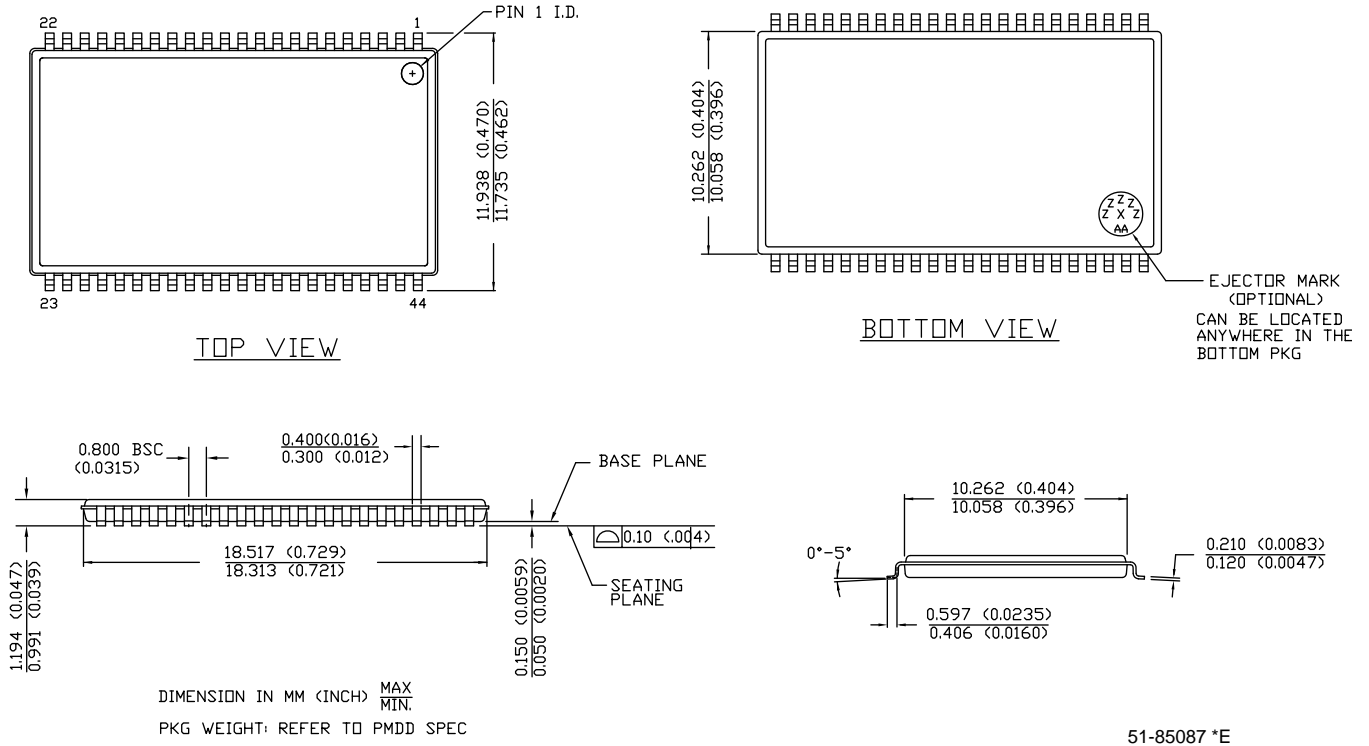 22
1
PIN 1 I.D.
11.938 (0.470)
11.735 (0.462)
23
44
TOP VIEW
10.262 (0.404)
10.058 (0.396)
Z Z Z
Z X Z
AA
EJECTOR MARK
(OPTIONAL)
CAN BE LOCATED
ANYWHERE IN THE
BOTTOM PKG
BOTTOM VIEW
0.800 BSC
(0.0315)
0.400(0.016)
0.300 (0.012)
BASE PLANE
0.10 (.004)
SEATING
PLANE
18.517 (0.729)
18.313 (0.721)
1.194 (0.047)
0.991 (0.039)
0.150 (0.0059)
0.050 (0.0020)
10.262 (0.404)
10.058 (0.396)
0°-5°
0.210 (0.0083)
0.120 (0.0047)
0.597 (0.0235)
0.406 (0.0160)
DIMENSION IN MM (INCH) MAX
MIN.
PKG WEIGHT: REFER TO PMDD SPEC
51-85087 *E